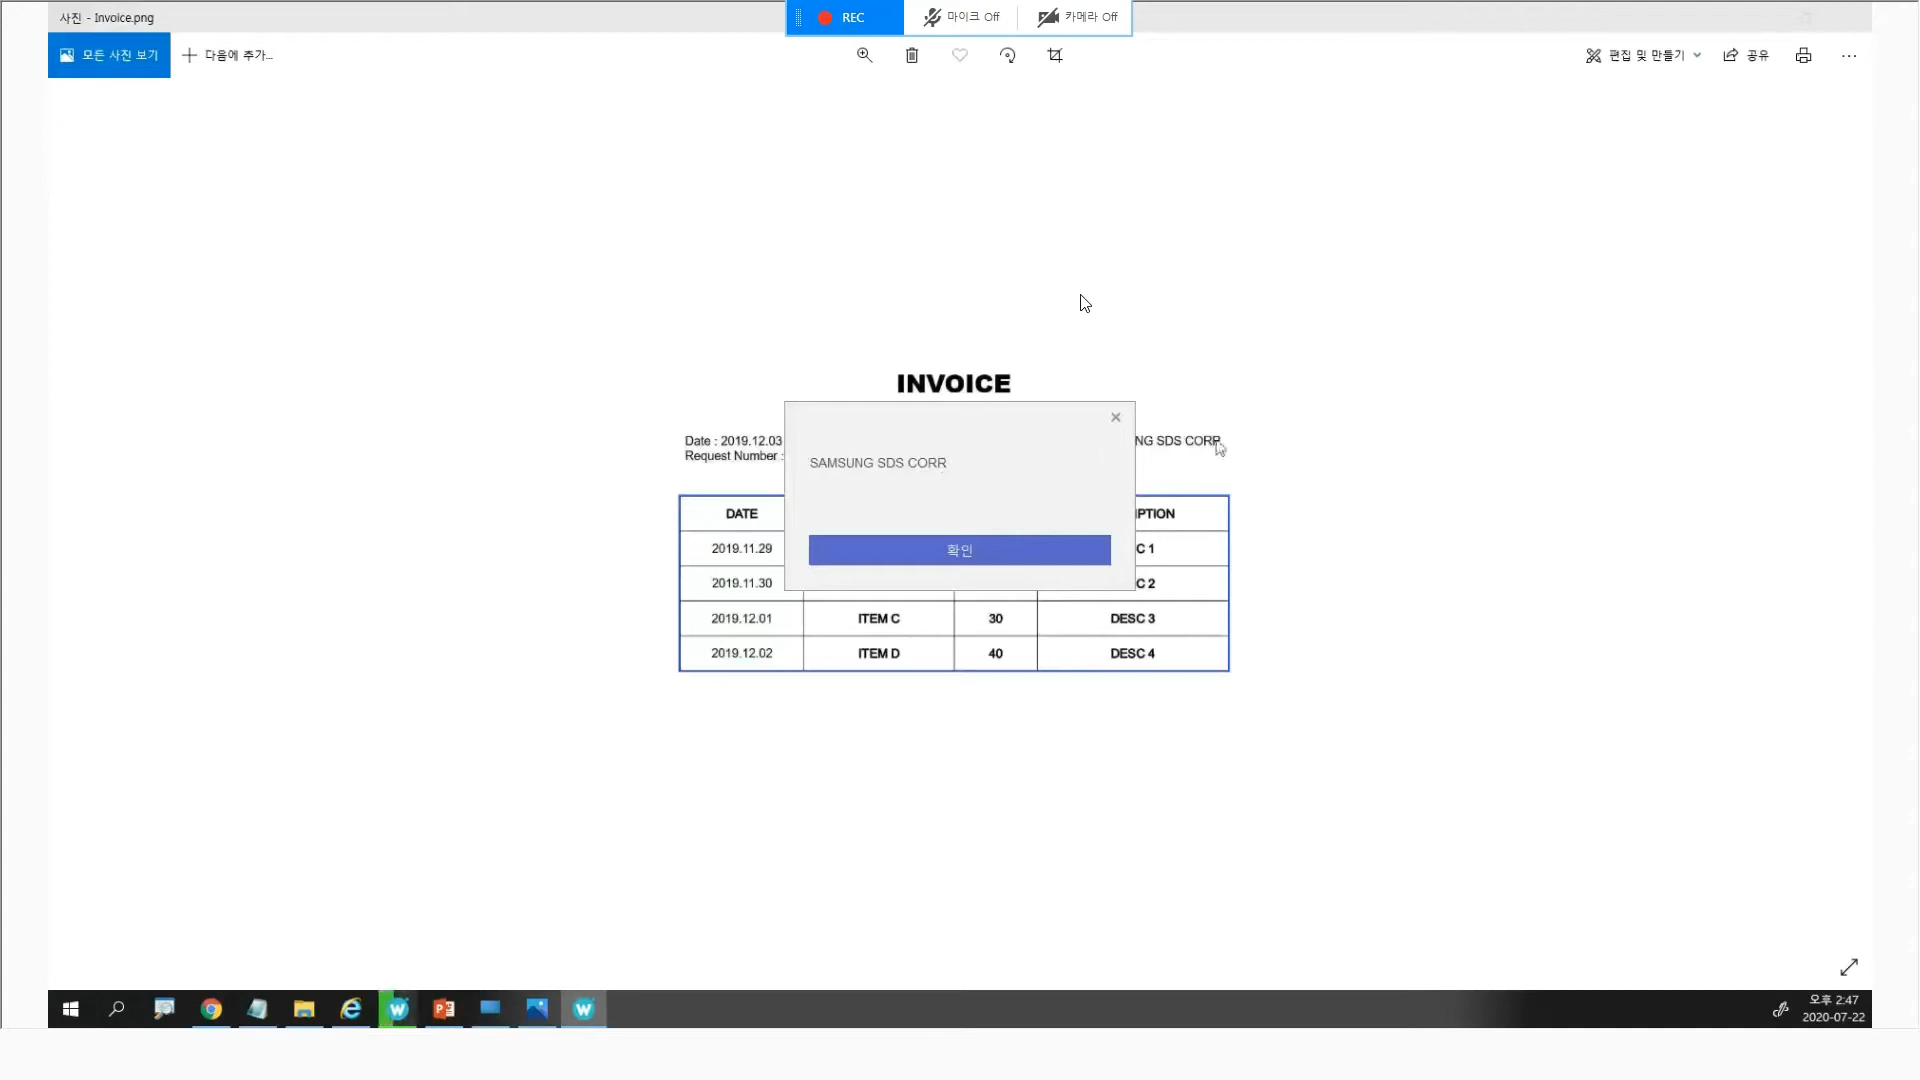 사진 - Invoice.png
REC
마이크 Off
카메라 Off
모든 사진 보기
다음에 추가...
편집 및 만들기
공유
INVOICE
Date : 2019.12.03
NG SDS CORP
Request Number :
SAMSUNG SDS CORR
확인
DATE
IPTION
2019.11.29
C 1
2019.11.30
C 2
2019.12.01 ITEM C 30 DESC 3
2019.12.02 ITEM D 40 DESC 4
오후 2:47
2020-07-22